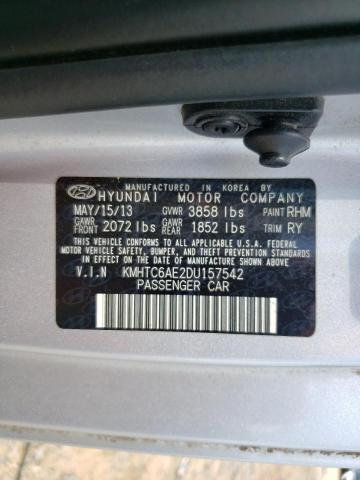 MANUFACTURED IN KOREA BY
HYUNDAI MOTOR COMPANY
MAY/15/13 GVWR 3858 lbs PAINT RHM
GAWR FRONT 2072 lbs GAWR REAR 1852 lbs TRIM RY
THIS VEHICLE CONFORMS TO ALL APPLICABLE U.S.A. FEDERAL
MOTOR VEHICLE SAFETY, BUMPER, AND THEFT PREVENTION
STANDARDS IN EFFECT ON THE DATE OF MANUFACTURE SHOWN ABOVE.
V.I.N KMHTC6AE2DU157542
PASSENGER CAR